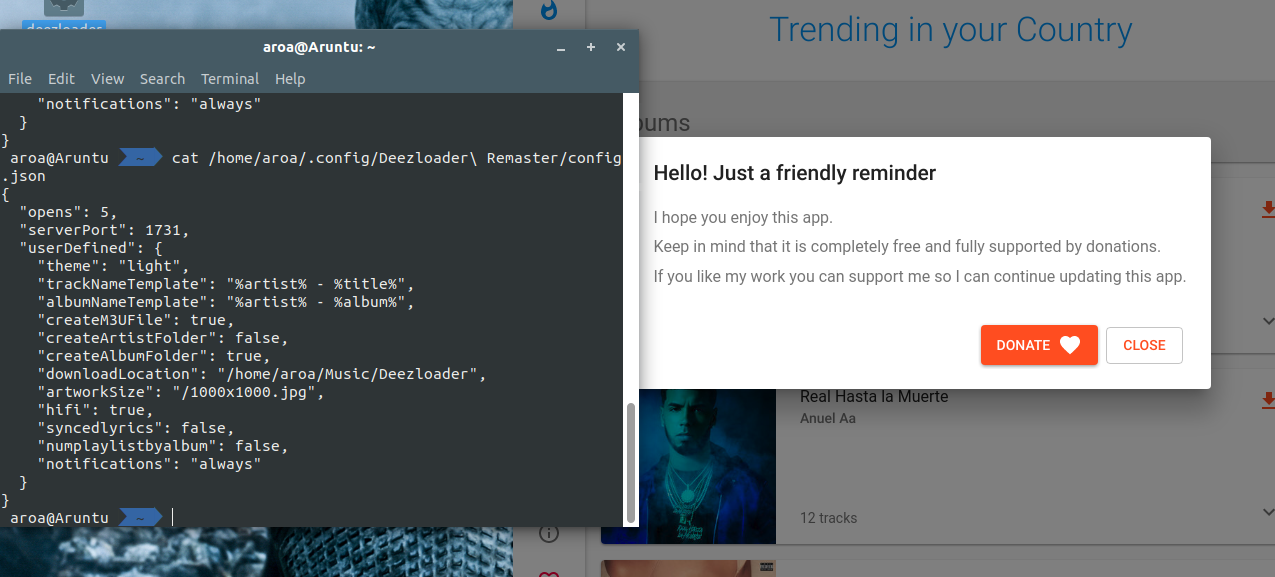 deezloader
aroa@Aruntu: ~
File Edit View Search Terminal Help
"notifications": "always"
}
}
aroa@Aruntu ~ cat /home/aroa/.config/Deezloader\ Remaster/config
.json
{
"opens": 5,
"serverPort": 1731,
"userDefined": {
"theme": "light",
"trackNameTemplate": "%artist% - %title%",
"albumNameTemplate": "%artist% - %album%",
"createM3UFile": true,
"createArtistFolder": false,
"createAlbumFolder": true,
"downloadLocation": "/home/aroa/Music/Deezloader",
"artworkSize": "/1000x1000.jpg",
"hifi": true,
"syncedlyrics": false,
"numplaylistbyalbum": false,
"notifications": "always"
}
}
aroa@Aruntu ~
Trending in your Country
bums
Hello! Just a friendly reminder
I hope you enjoy this app.
Keep in mind that it is completely free and fully supported by donations.
If you like my work you can support me so I can continue updating this app.
DONATE
CLOSE
Real Hasta la Muerte
Anuel Aa
12 tracks